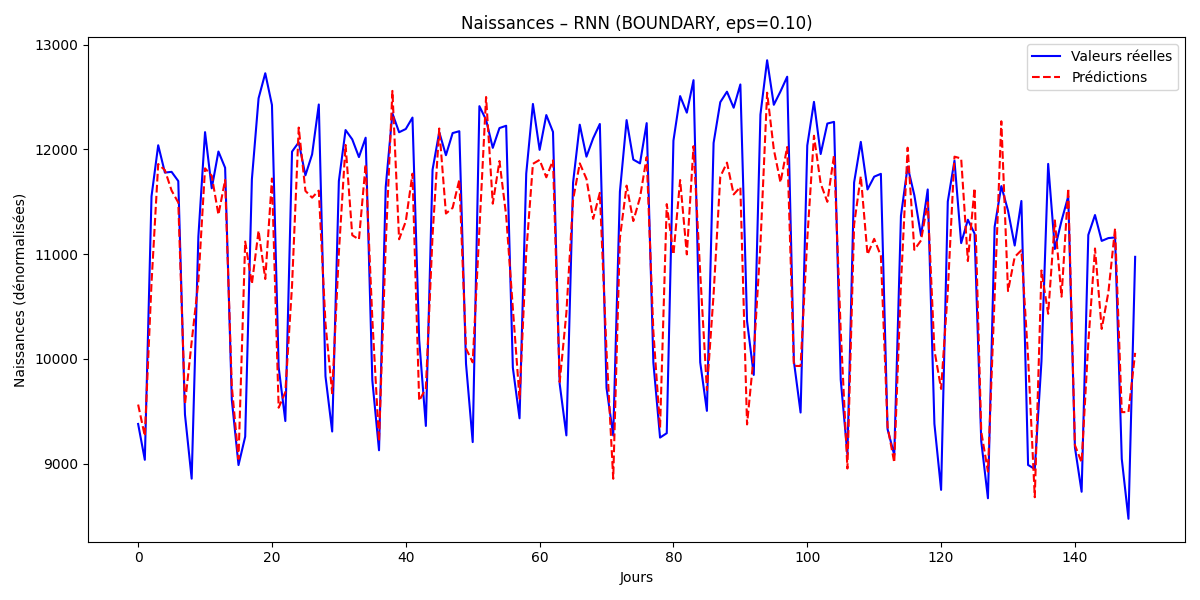 Naissances – RNN (BOUNDARY, eps=0.10)
Valeurs réelles
Prédictions
13000
12000
11000
10000
9000
Naissances (dénormalisées)
0 20 40 60 80 100 120 140
Jours